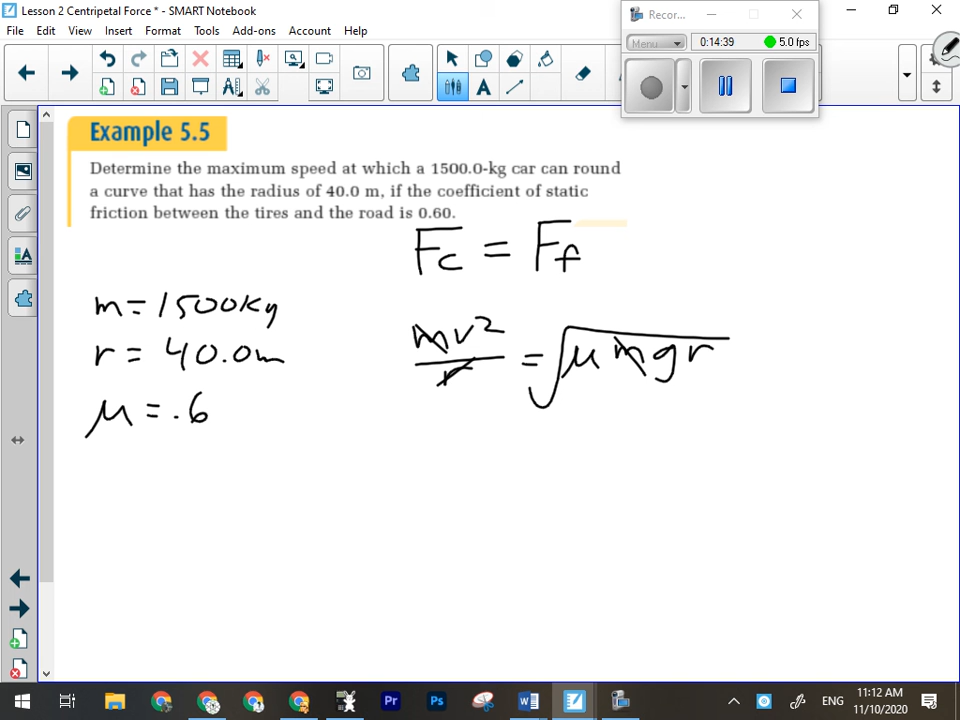 Lesson 2 Centripetal Force * - SMART Notebook
File Edit View Insert Format Tools Add-ons Account Help
Recor...
Menu
0:14:39
5.0 fps
A
Example 5.5
Determine the maximum speed at which a 1500.0-kg car can round
a curve that has the radius of 40.0 m, if the coefficient of static
friction between the tires and the road is 0.60.
Fc = Ff
m = 1500kg
r = 40.0m
μ = .6
mv²/r = √μmgr
Pr
Ps
ENG
11:12 AM
11/10/2020